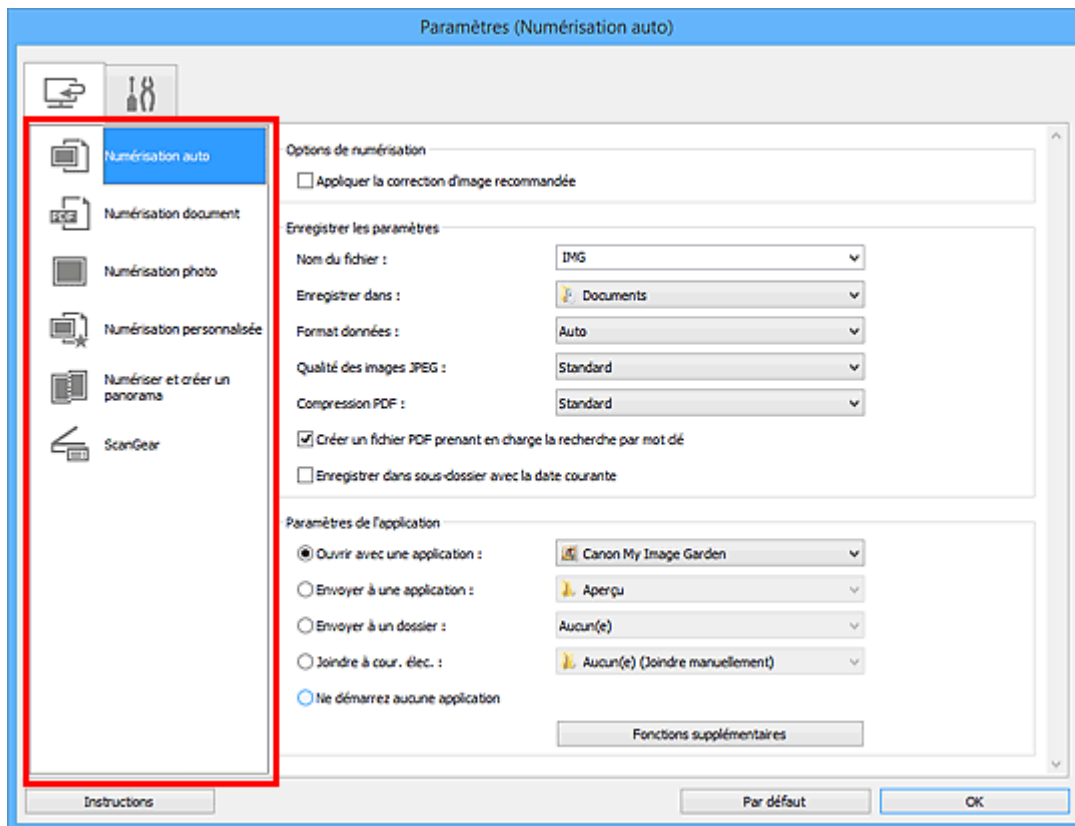 Paramètres (Numérisation auto)
Numérisation auto
Numérisation document
PDF
Numérisation photo
Numérisation personnalisée
Numériser et créer un
panorama
ScanGear
Options de numérisation
Appliquer la correction d'image recommandée
Enregistrer les paramètres
Nom du fichier : IMG
Enregistrer dans : Documents
Format données : Auto
Qualité des images JPEG : Standard
Compression PDF : Standard
Créer un fichier PDF prenant en charge la recherche par mot clé
Enregistrer dans sous-dossier avec la date courante
Paramètres de l'application
Ouvrir avec une application : Canon My Image Garden
Envoyer à une application : Aperçu
Envoyer à un dossier : Aucun(e)
Joindre à cour. élec. : Aucun(e) (Joindre manuellement)
Ne démarrez aucune application
Fonctions supplémentaires
Instructions
Par défaut
OK